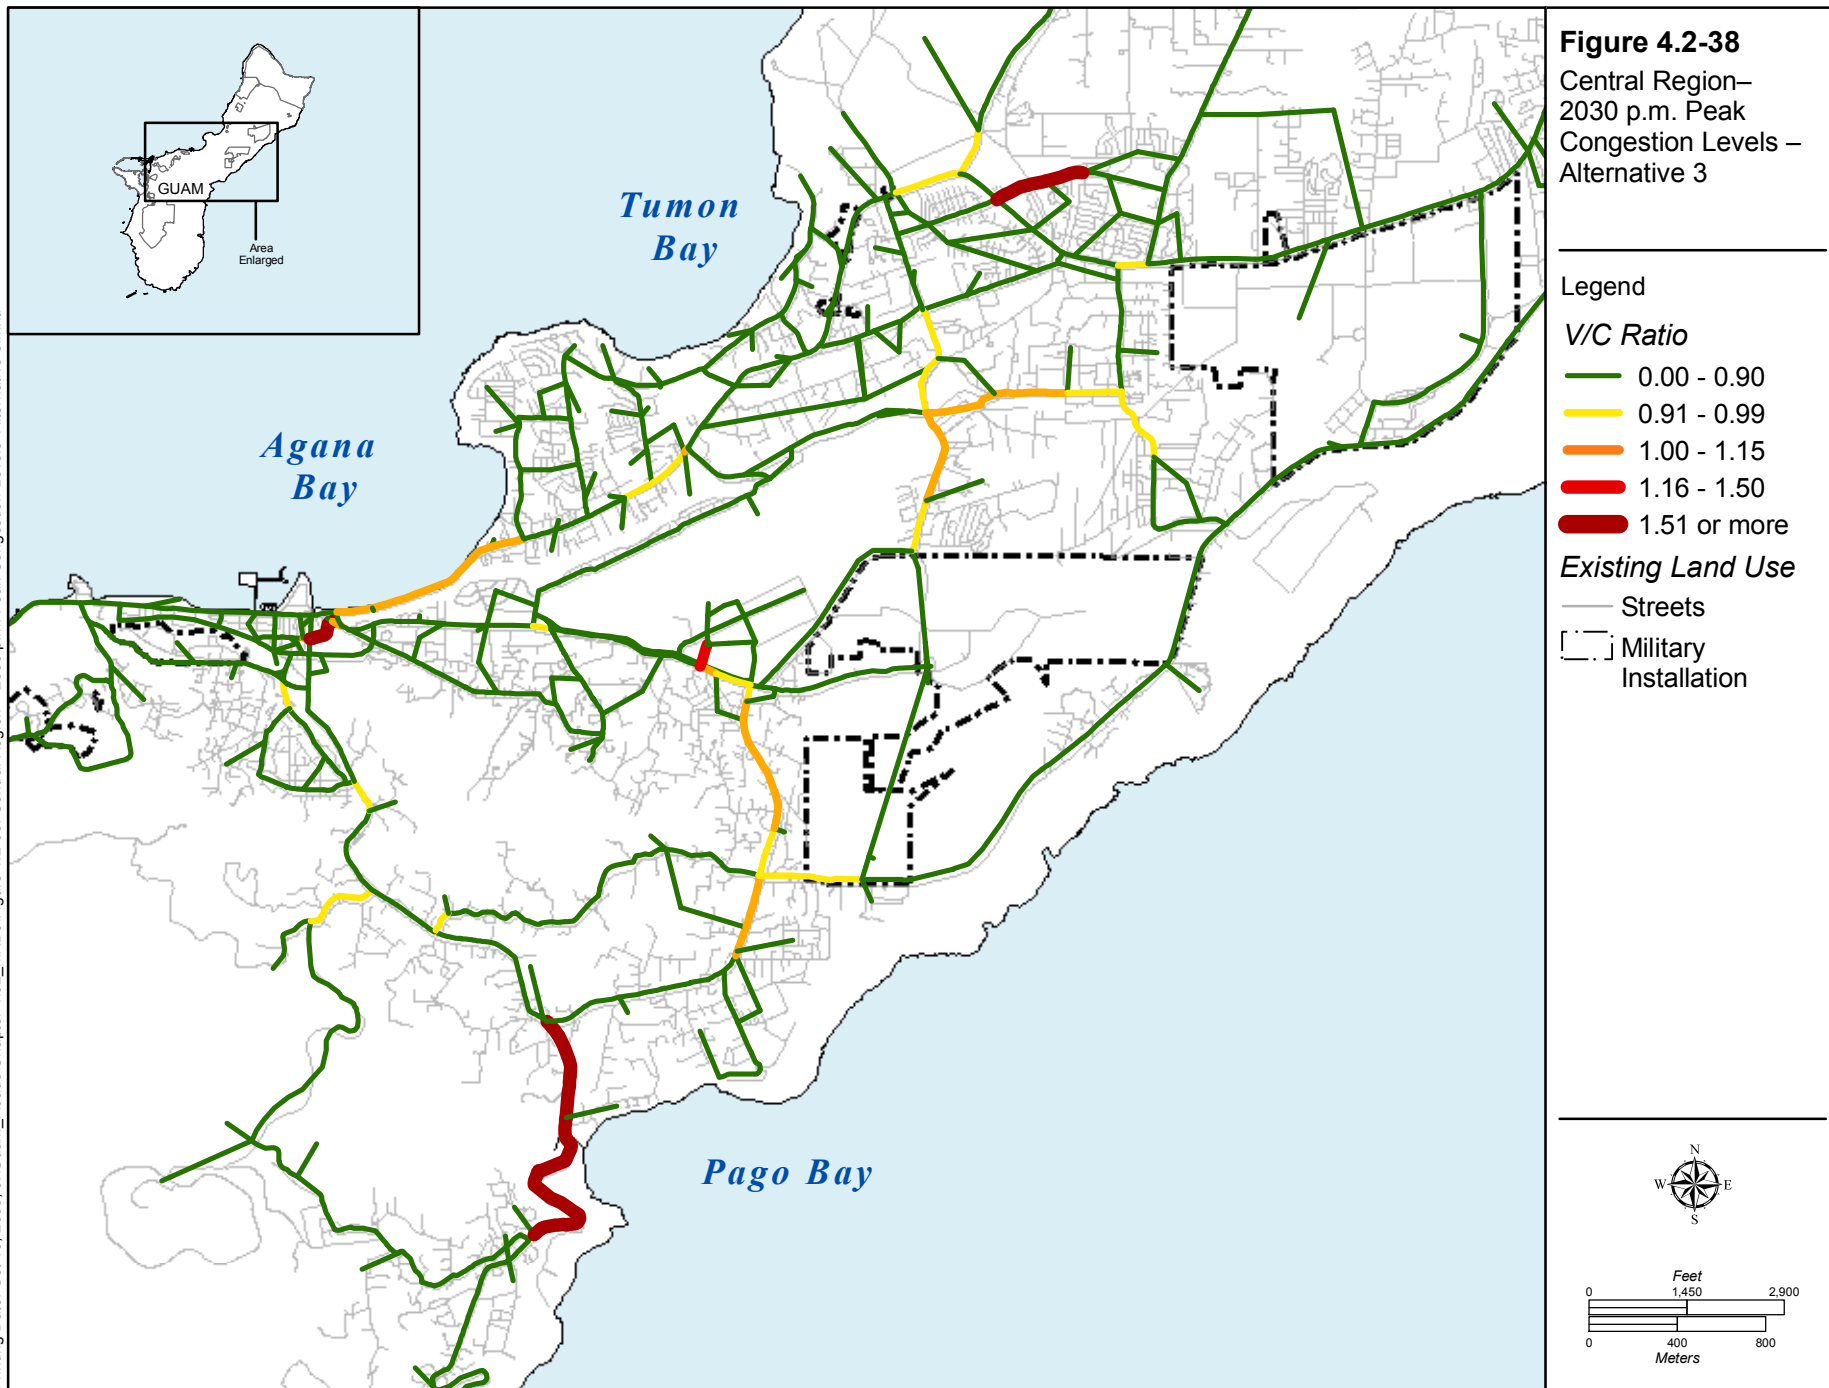 GUAM
Area
Enlarged
Tumon
Bay
Agana
Bay
Pago Bay
Figure 4.2-38
Central Region–
2030 p.m. Peak
Congestion Levels –
Alternative 3
Legend
V/C Ratio
0.00 - 0.90
0.91 - 0.99
1.00 - 1.15
1.16 - 1.50
1.51 or more
Existing Land Use
Streets
Military
Installation
N
W E
S
Feet
0 1,450 2,900
0 400 800
Meters